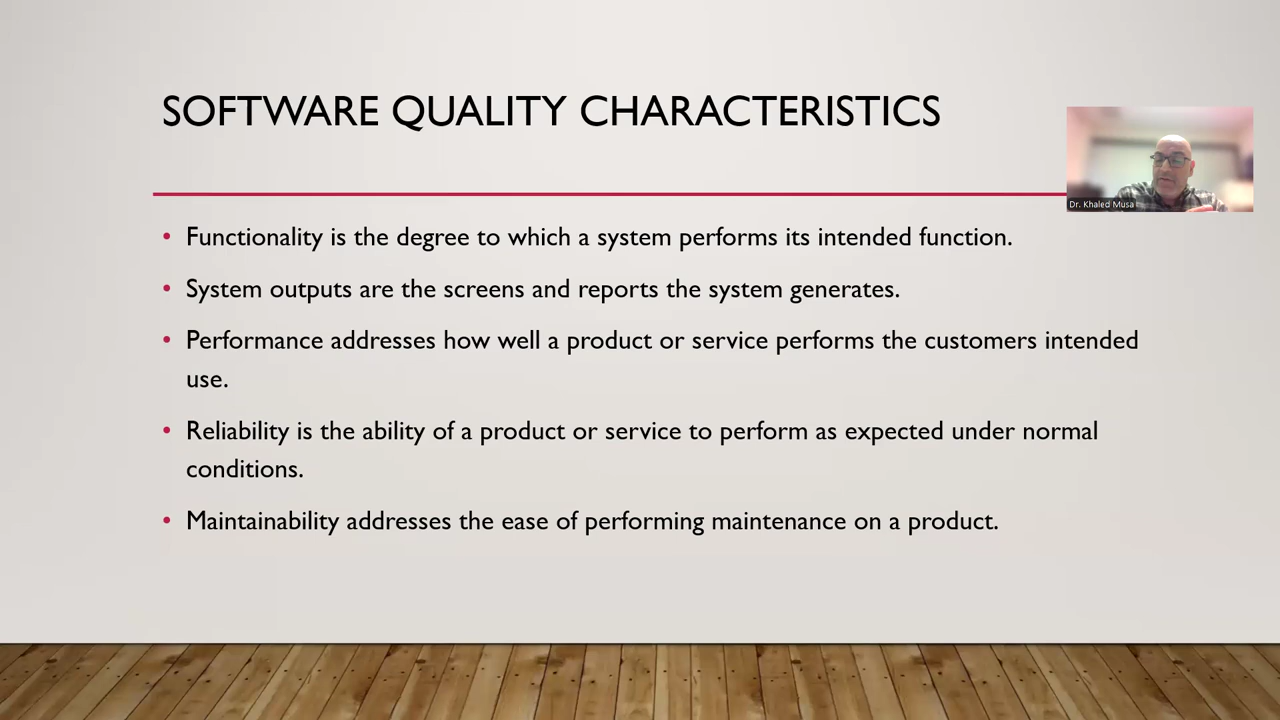 SOFTWARE QUALITY CHARACTERISTICS
Dr. Khaled Musa
• Functionality is the degree to which a system performs its intended function.
• System outputs are the screens and reports the system generates.
• Performance addresses how well a product or service performs the customers intended
use.
• Reliability is the ability of a product or service to perform as expected under normal
conditions.
• Maintainability addresses the ease of performing maintenance on a product.